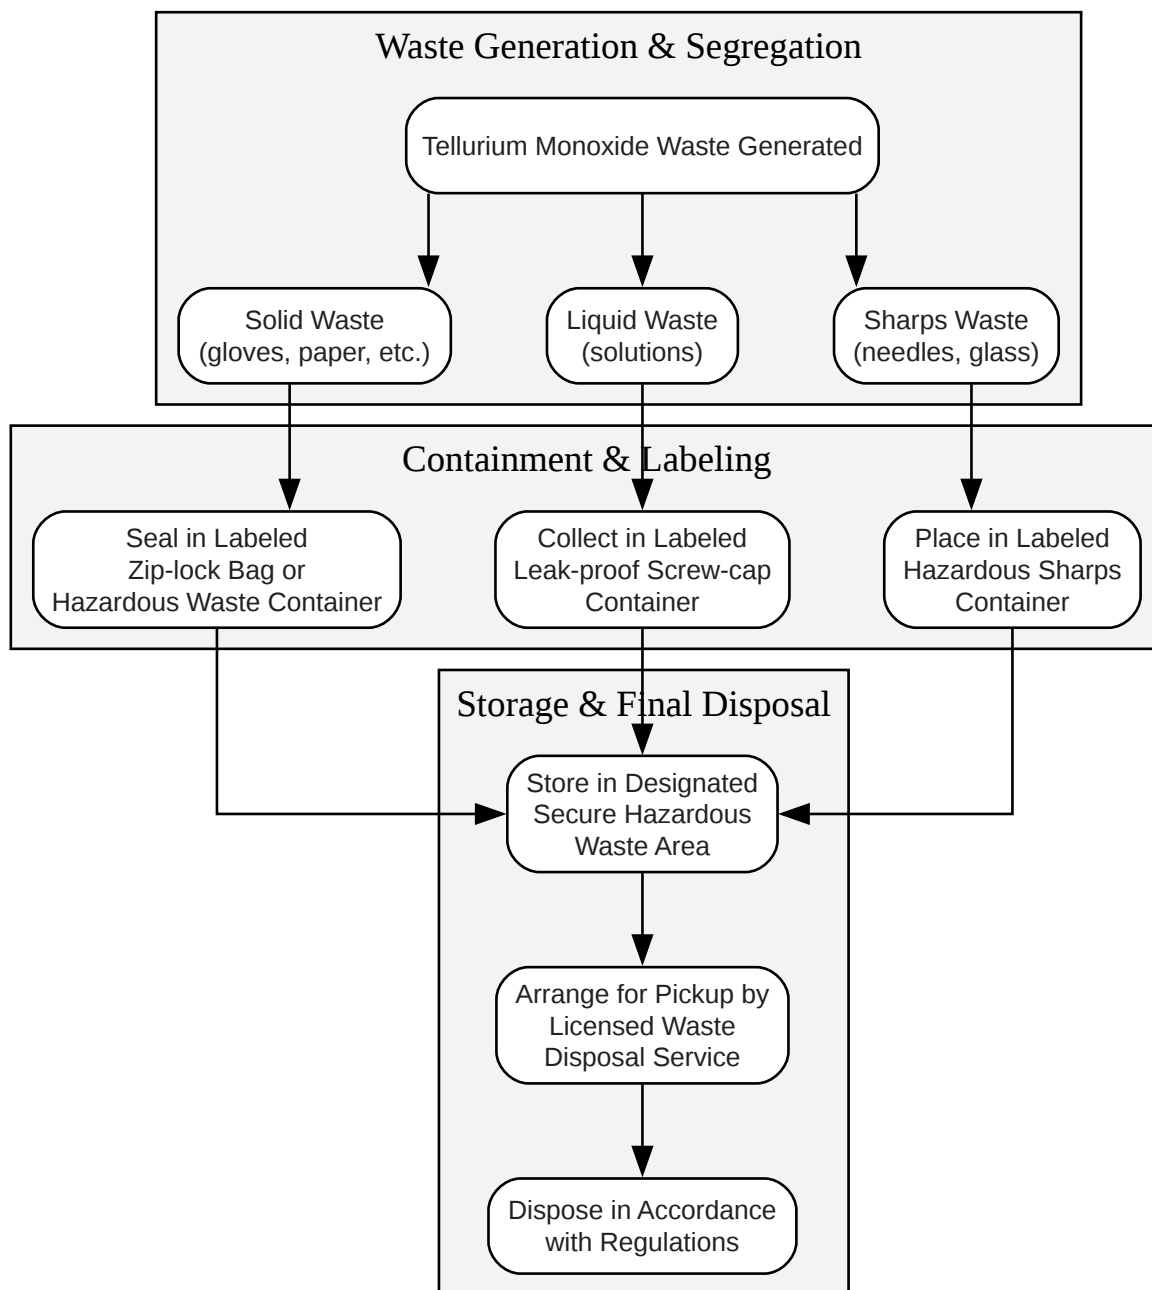 Waste Generation & Segregation
Tellurium Monoxide Waste Generated
Solid Waste
(gloves, paper, etc.)
Liquid Waste
(solutions)
Sharps Waste
(needles, glass)
Containment & Labeling
Seal in Labeled
Zip-lock Bag or
Hazardous Waste Container
Collect in Labeled
Leak-proof Screw-cap
Container
Place in Labeled
Hazardous Sharps
Container
Storage & Final Disposal
Store in Designated
Secure Hazardous
Waste Area
Arrange for Pickup by
Licensed Waste
Disposal Service
Dispose in Accordance
with Regulations